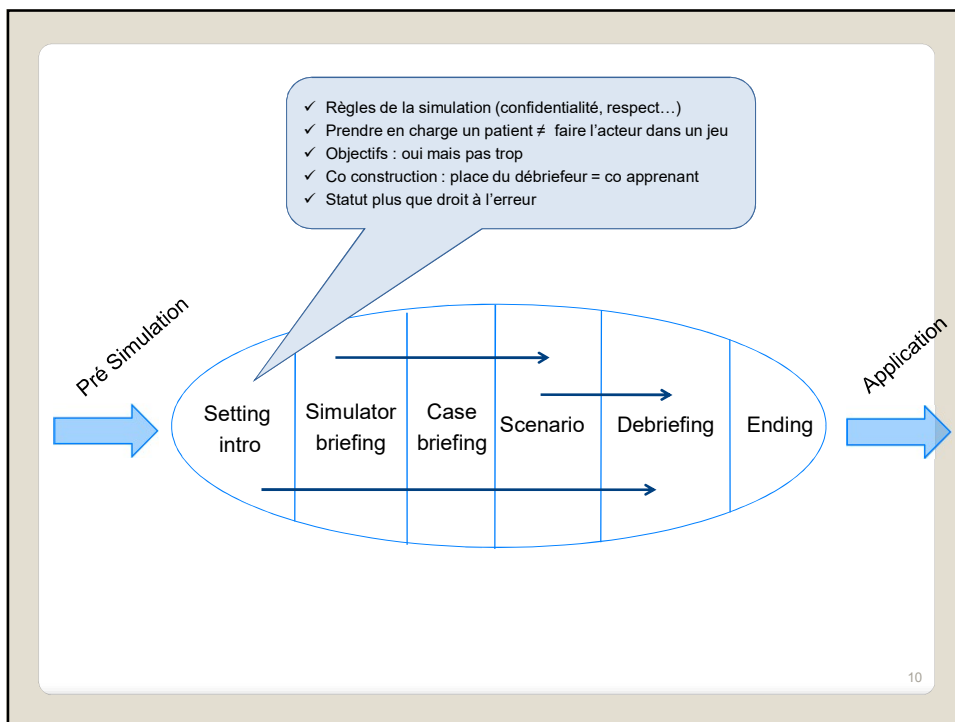 ✓ Règles de la simulation (confidentialité, respect…)
✓ Prendre en charge un patient ≠ faire l’acteur dans un jeu
✓ Objectifs : oui mais pas trop
✓ Co construction : place du débriefeur = co apprenant
✓ Statut plus que droit à l’erreur
Pré Simulation
Setting
intro
Simulator
briefing
Case
briefing
Scenario
Debriefing
Ending
Application
10